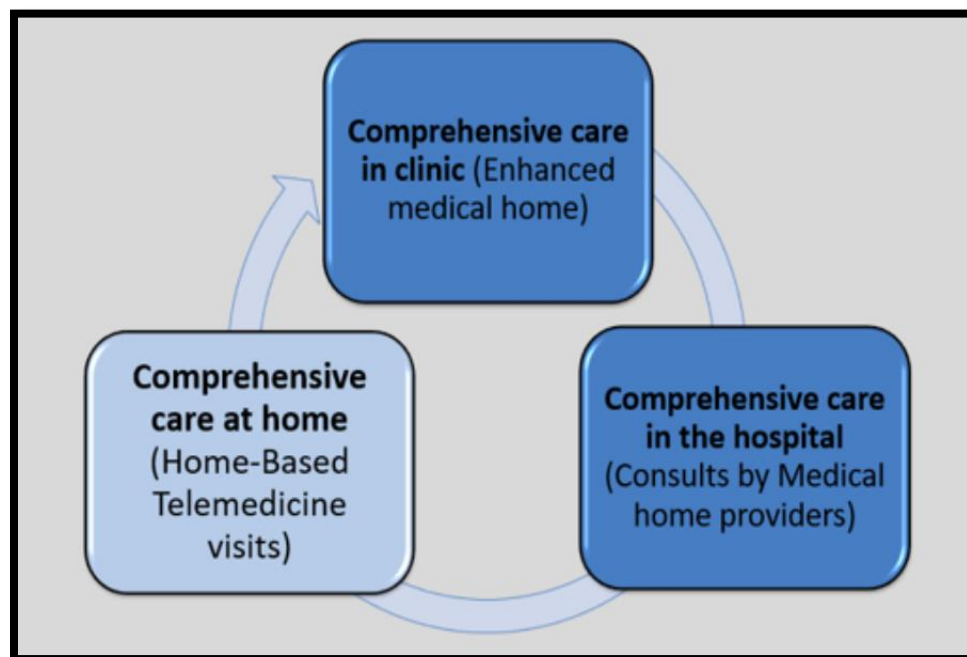 Comprehensive care
in clinic (Enhanced
medical home)
Comprehensive
care at home
(Home-Based
Telemedicine
visits)
Comprehensive care
in the hospital
(Consults by Medical
home providers)